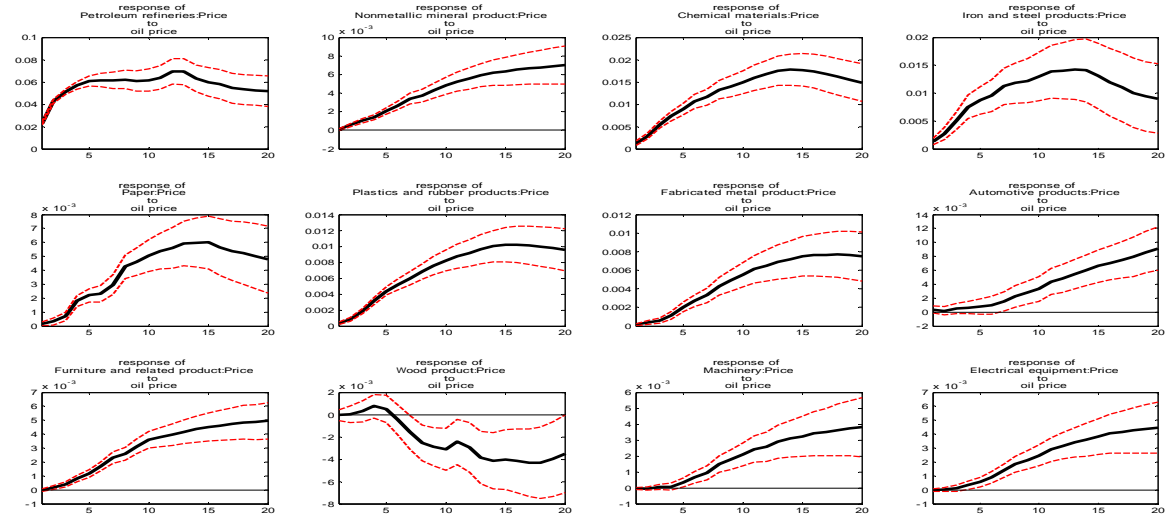 response of
Petroleum refineries:Price
to
oil price
0.1
0.08
0.06
0.04
0.02
0
5 10 15 20
response of
Nonmetallic mineral product:Price
to
x 10^-3 oil price
10
8
6
4
2
0
-2
5 10 15 20
response of
Chemical materials:Price
to
oil price
0.025
0.02
0.015
0.01
0.005
0
5 10 15 20
response of
Iron and steel products:Price
to
oil price
0.02
0.015
0.01
0.005
0
5 10 15 20
response of
Paper:Price
to
x 10^-3 oil price
8
7
6
5
4
3
2
1
0
5 10 15 20
response of
Plastics and rubber products:Price
to
oil price
0.014
0.012
0.01
0.008
0.006
0.004
0.002
0
5 10 15 20
response of
Fabricated metal product:Price
to
oil price
0.012
0.01
0.008
0.006
0.004
0.002
0
5 10 15 20
response of
Automotive products:Price
to
x 10^-3 oil price
14
12
10
8
6
4
2
0
-2
5 10 15 20
response of
Furniture and related product:Price
to
x 10^-3 oil price
7
6
5
4
3
2
1
0
-1
5 10 15 20
response of
Wood product:Price
to
x 10^-3 oil price
2
0
-2
-4
-6
-8
5 10 15 20
response of
Machinery:Price
to
x 10^-3 oil price
6
5
4
3
2
1
0
-1
5 10 15 20
response of
Electrical equipment:Price
to
x 10^-3 oil price
7
6
5
4
3
2
1
0
-1
5 10 15 20